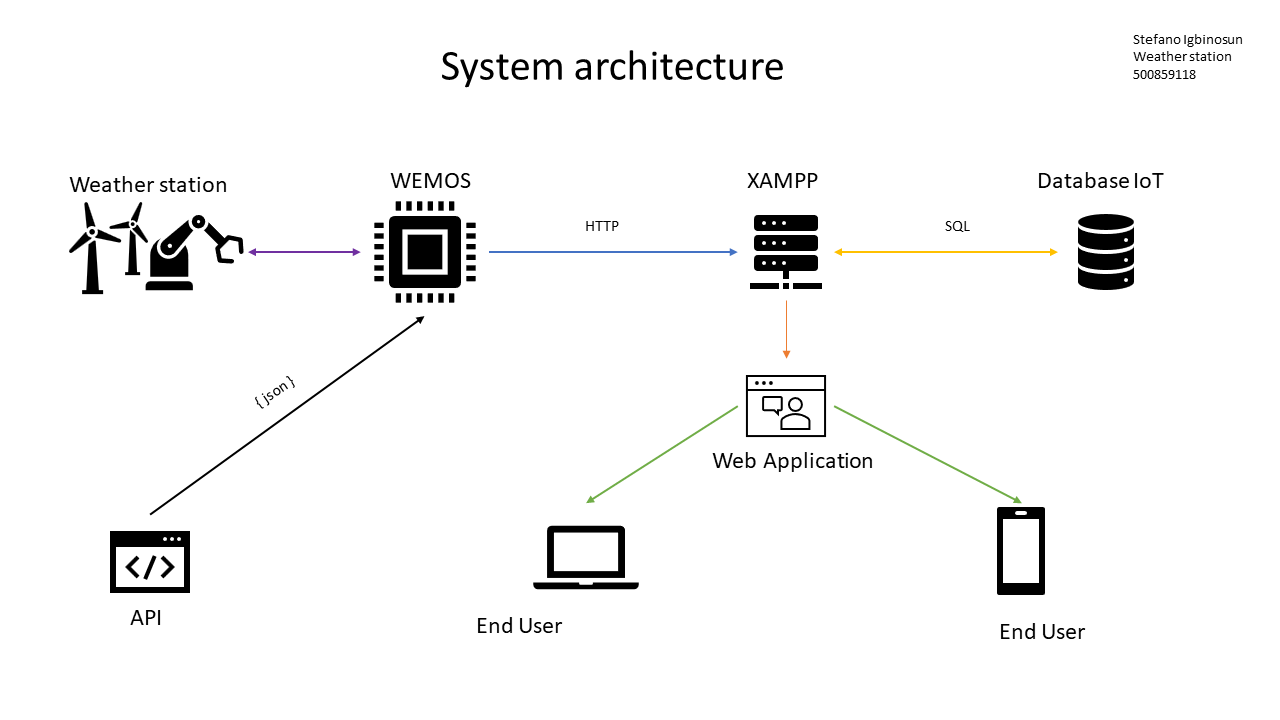 System architecture
Stefano Igbinosun
Weather station
500859118
Weather station
WEMOS
XAMPP
Database IoT
HTTP
SQL
{ json }
</>
Web Application
API
End User
End User